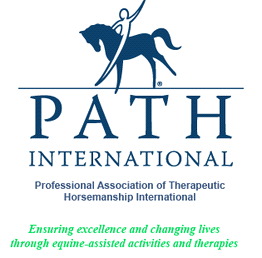 ®
PATH
INTERNATIONAL
Professional Association of Therapeutic
Horsemanship International
Ensuring excellence and changing lives
through equine-assisted activities and therapies